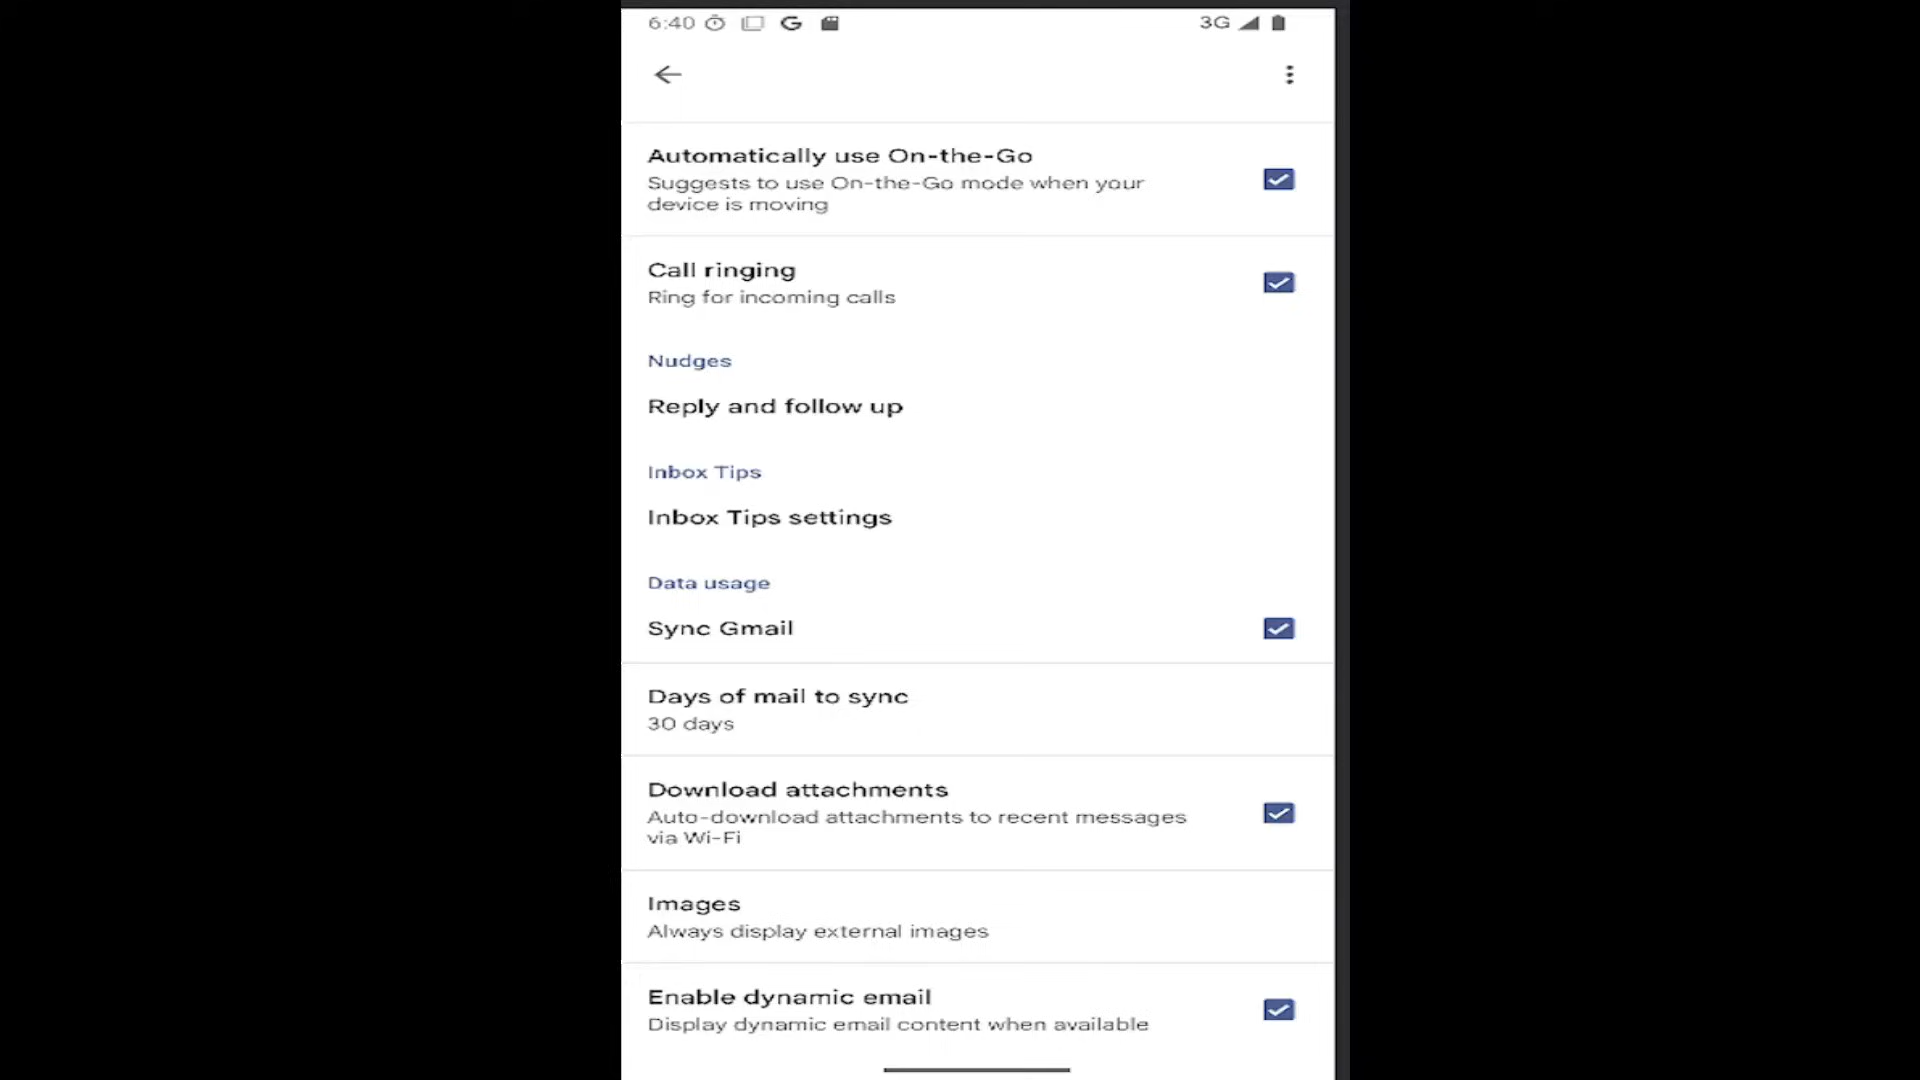 6:40
3G
Automatically use On-the-Go
Suggests to use On-the-Go mode when your
device is moving
Call ringing
Ring for incoming calls
Nudges
Reply and follow up
Inbox Tips
Inbox Tips settings
Data usage
Sync Gmail
Days of mail to sync
30 days
Download attachments
Auto-download attachments to recent messages
via Wi-Fi
Images
Always display external images
Enable dynamic email
Display dynamic email content when available